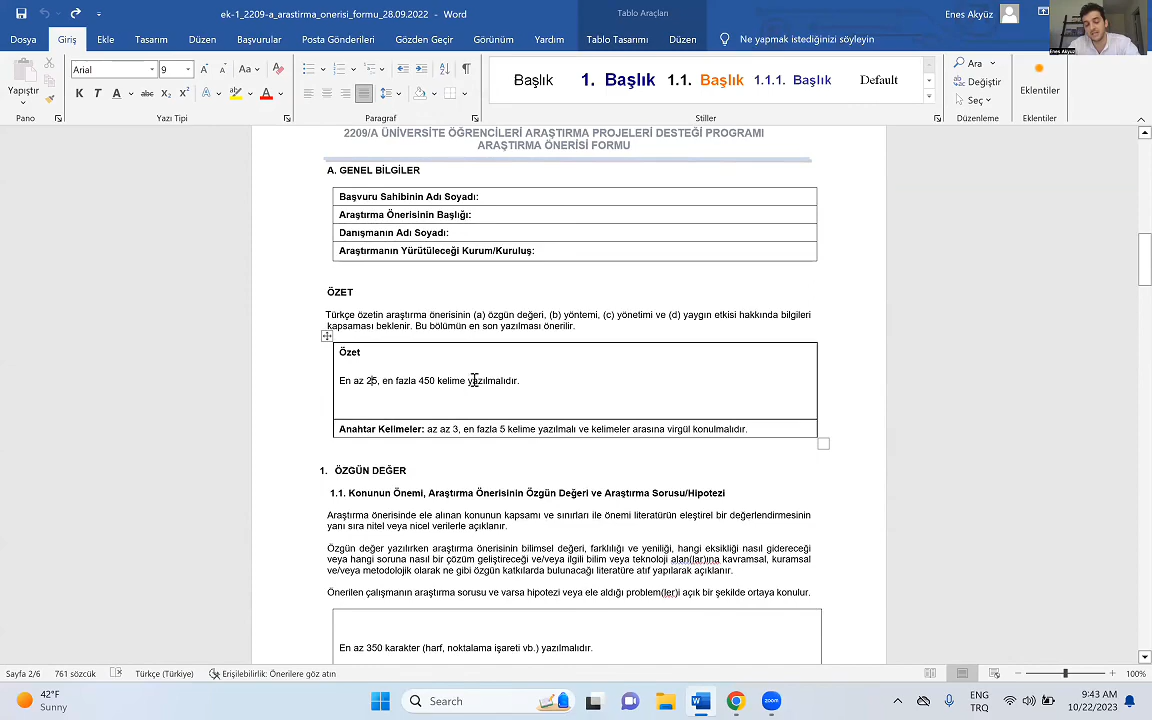 ek-1_2209-a_arastirma_onerisi_formu_28.09.2022 - Word
Tablo Araçları
Enes Akyüz
Dosya Giriş Ekle Tasarım Düzen Başvurular Posta Gönderileri Gözden Geçir Görünüm Yardım Tablo Tasarımı Düzen Ne yapmak istediğinizi söyleyin
Enes Akyüz
Yapıştır
Arial 9
Başlık 1. Başlık 1.1. Başlık 1.1.1. Başlık Default
Ara
Değiştir
Seç
Eklentiler
Pano Yazı Tipi Paragraf Stiller Düzenleme Eklentiler
2209/A ÜNİVERSİTE ÖĞRENCİLERİ ARAŞTIRMA PROJELERİ DESTEĞİ PROGRAMI
ARAŞTIRMA ÖNERİSİ FORMU
A. GENEL BİLGİLER
Başvuru Sahibinin Adı Soyadı:
Araştırma Önerisinin Başlığı:
Danışmanın Adı Soyadı:
Araştırmanın Yürütüleceği Kurum/Kuruluş:
ÖZET
Türkçe özetin araştırma önerisinin (a) özgün değeri, (b) yöntemi, (c) yönetimi ve (d) yaygın etkisi hakkında bilgileri
kapsaması beklenir. Bu bölümün en son yazılması önerilir.
Özet
En az 25, en fazla 450 kelime yazılmalıdır.
Anahtar Kelimeler: az az 3, en fazla 5 kelime yazılmalı ve kelimeler arasına virgül konulmalıdır.
1. ÖZGÜN DEĞER
1.1. Konunun Önemi, Araştırma Önerisinin Özgün Değeri ve Araştırma Sorusu/Hipotezi
Araştırma önerisinde ele alınan konunun kapsamı ve sınırları ile önemi literatürün eleştirel bir değerlendirmesinin
yanı sıra nitel veya nicel verilerle açıklanır.
Özgün değer yazılırken araştırma önerisinin bilimsel değeri, farklılığı ve yeniliği, hangi eksikliği nasıl gidereceği
veya hangi soruna nasıl bir çözüm geliştireceği ve/veya ilgili bilim veya teknoloji alan(lar)ına kavramsal, kuramsal
ve/veya metodolojik olarak ne gibi özgün katkılarda bulunacağı literatüre atıf yapılarak açıklanır.
Önerilen çalışmanın araştırma sorusu ve varsa hipotezi veya ele aldığı problem(ler)i açık bir şekilde ortaya konulur.
En az 350 karakter (harf, noktalama işareti vb.) yazılmalıdır.
Sayfa 2/6 761 sözcük Türkçe (Türkiye) Erişilebilirlik: Önerilere göz atın 100%
42°F
Sunny
Search
zoom
ENG
TRQ
9:43 AM
10/22/2023